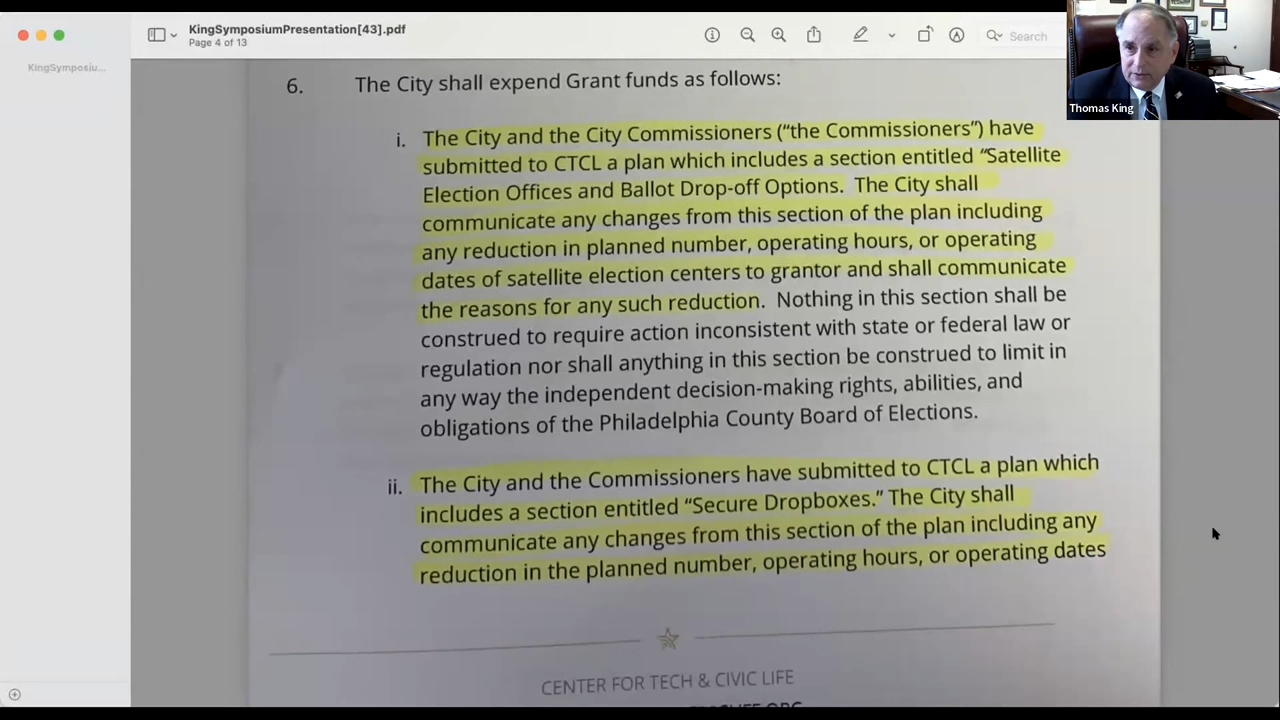 KingSymposiumPresentation[43].pdf
Page 4 of 13
Search
KingSymposiu...
Thomas King
6. The City shall expend Grant funds as follows:
i. The City and the City Commissioners (“the Commissioners”) have
submitted to CTCL a plan which includes a section entitled “Satellite
Election Offices and Ballot Drop-off Options. The City shall
communicate any changes from this section of the plan including
any reduction in planned number, operating hours, or operating
dates of satellite election centers to grantor and shall communicate
the reasons for any such reduction. Nothing in this section shall be
construed to require action inconsistent with state or federal law or
regulation nor shall anything in this section be construed to limit in
any way the independent decision-making rights, abilities, and
obligations of the Philadelphia County Board of Elections.
ii. The City and the Commissioners have submitted to CTCL a plan which
includes a section entitled “Secure Dropboxes.” The City shall
communicate any changes from this section of the plan including any
reduction in the planned number, operating hours, or operating dates
CENTER FOR TECH & CIVIC LIFE